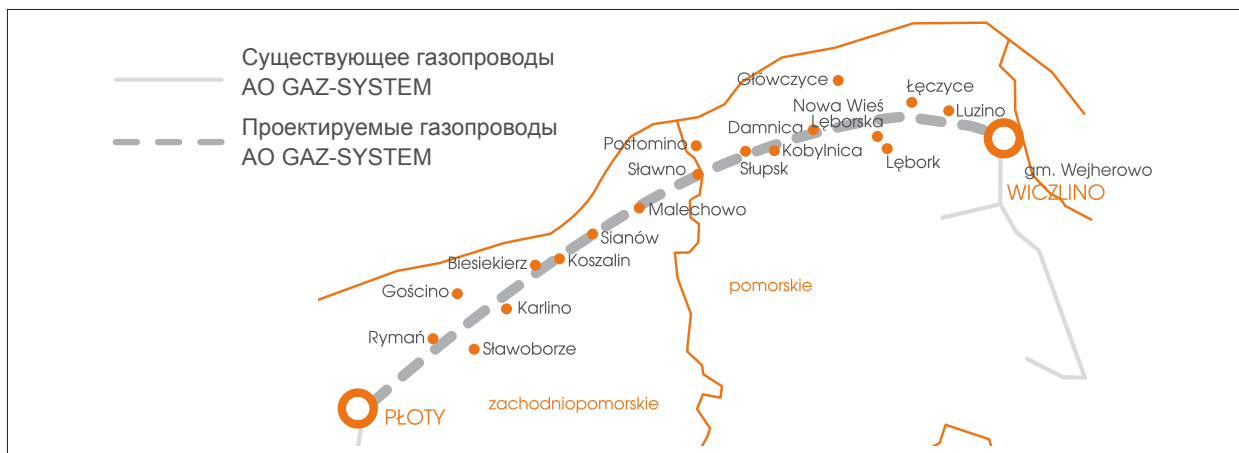 Существующее газопроводы
АО GAZ-SYSTEM
Проектируемые газопроводы
АО GAZ-SYSTEM
Główczyce
Łęczyce
Nowa Wieś
Lęborska
Luzino
Damnica
Postomino
Słupsk
Kobylnica
Lębork
gm. Wejherowo
WICZLINO
Sławno
Malechowo
Sianów
Biesiekierz
Koszalin
Gościno
Karlino
pomorskie
Rymań
Sławoborze
zachodniopomorskie
PŁOTY